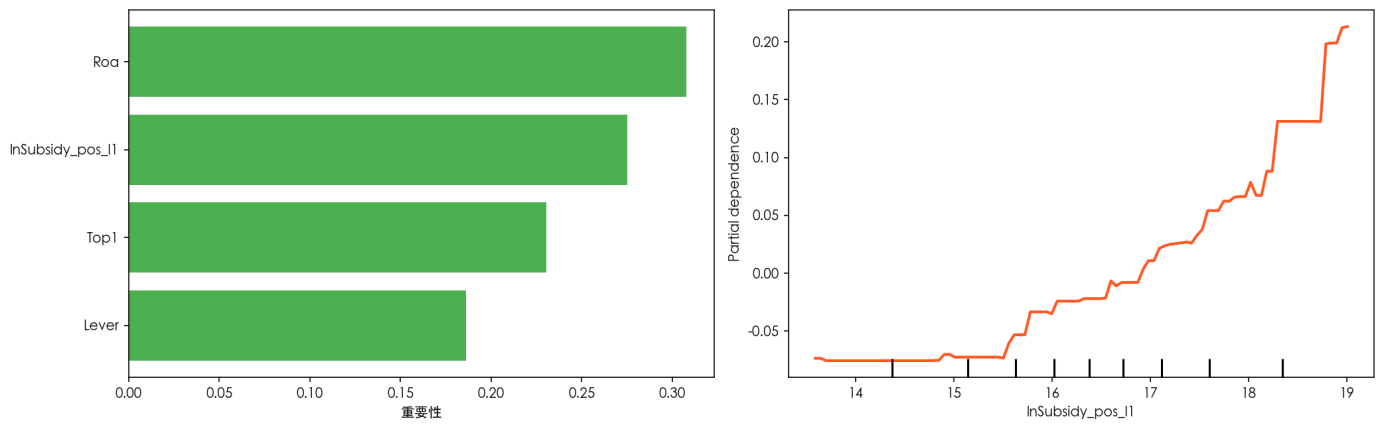 Roa
lnSubsidy_pos_l1
Top1
Lever
0.00 0.05 0.10 0.15 0.20 0.25 0.30
重要性
Partial dependence
0.20
0.15
0.10
0.05
0.00
-0.05
14 15 16 17 18 19
lnSubsidy_pos_l1